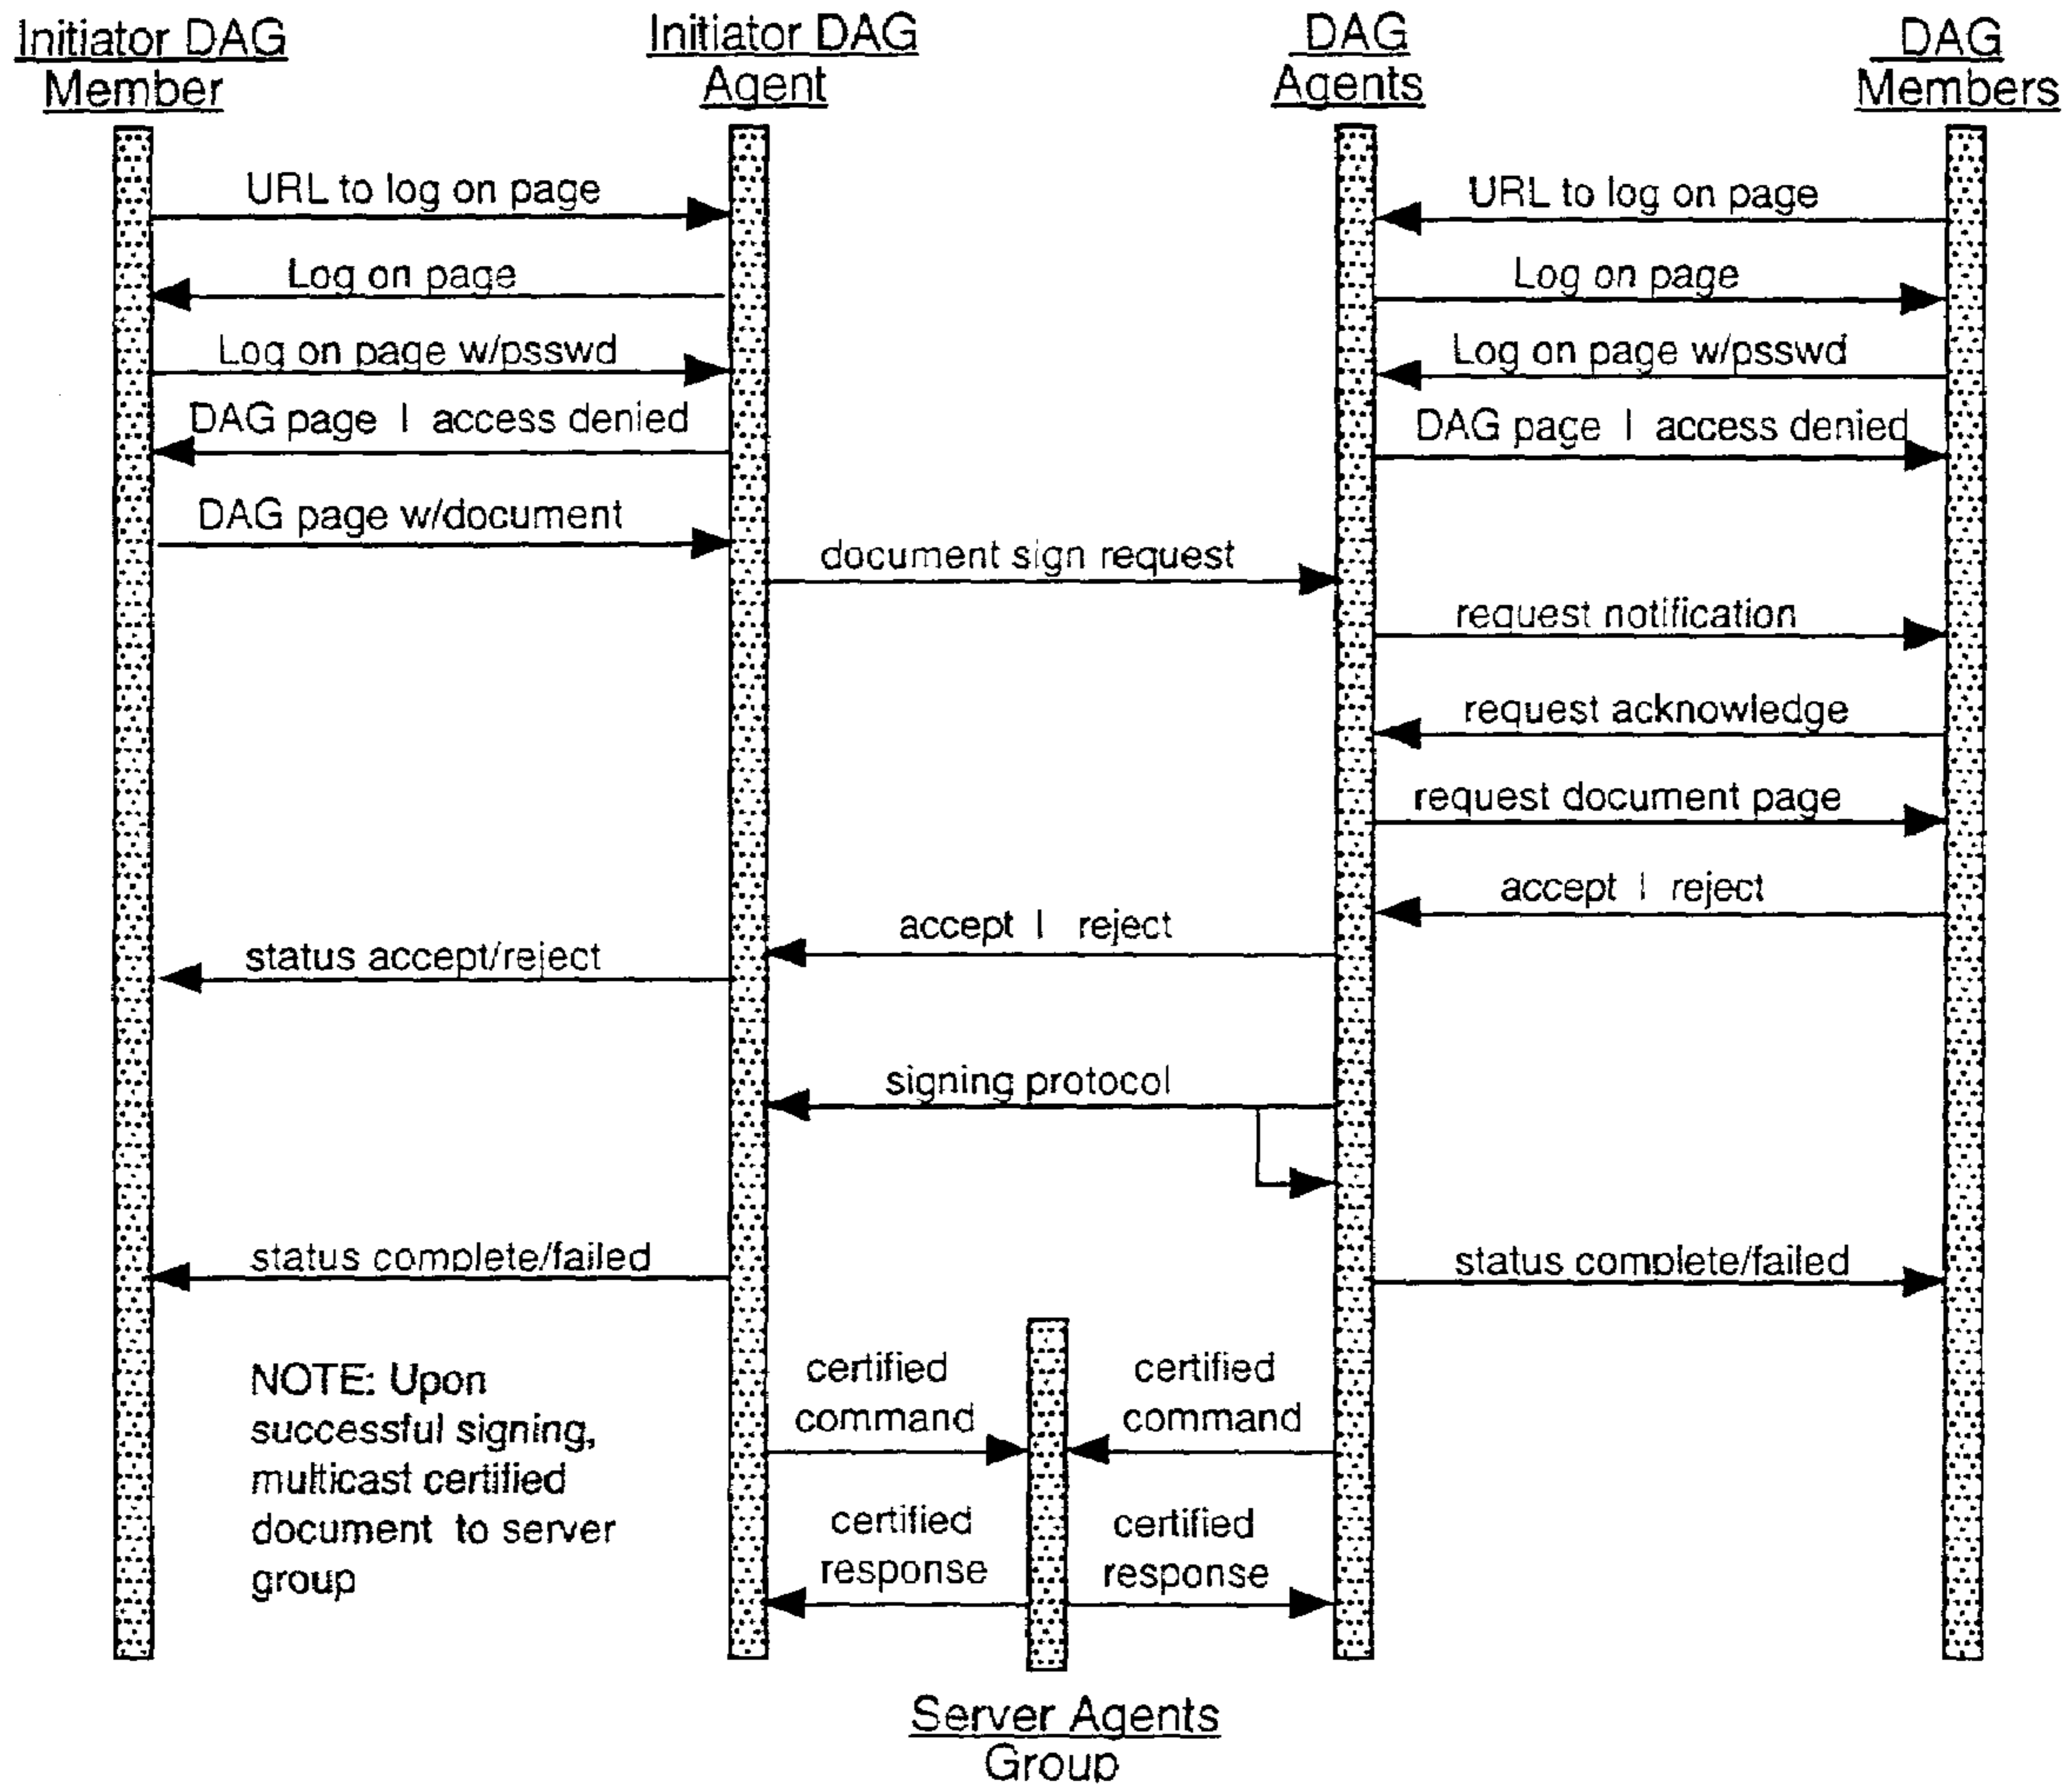 Initiator DAG
Member
Initiator DAG
Agent
DAG
Agents
DAG
Members
URL to log on page
URL to log on page
Log on page
Log on page
Log on page w/psswd
Log on page w/psswd
DAG page | access denied
DAG page | access denied
DAG page w/document
document sign request
request notification
request acknowledge
request document page
accept | reject
accept | reject
status accept/reject
signing protocol
status complete/failed
status complete/failed
NOTE: Upon
successful signing,
multicast certified
document to server
group
certified
command
certified
command
certified
response
certified
response
Server Agents
Group